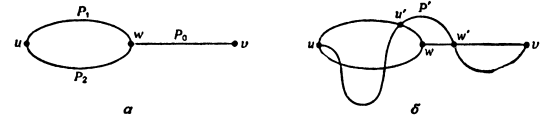 P₁
u w P₀ v
P₂
а
u' P'
u w w' v
б